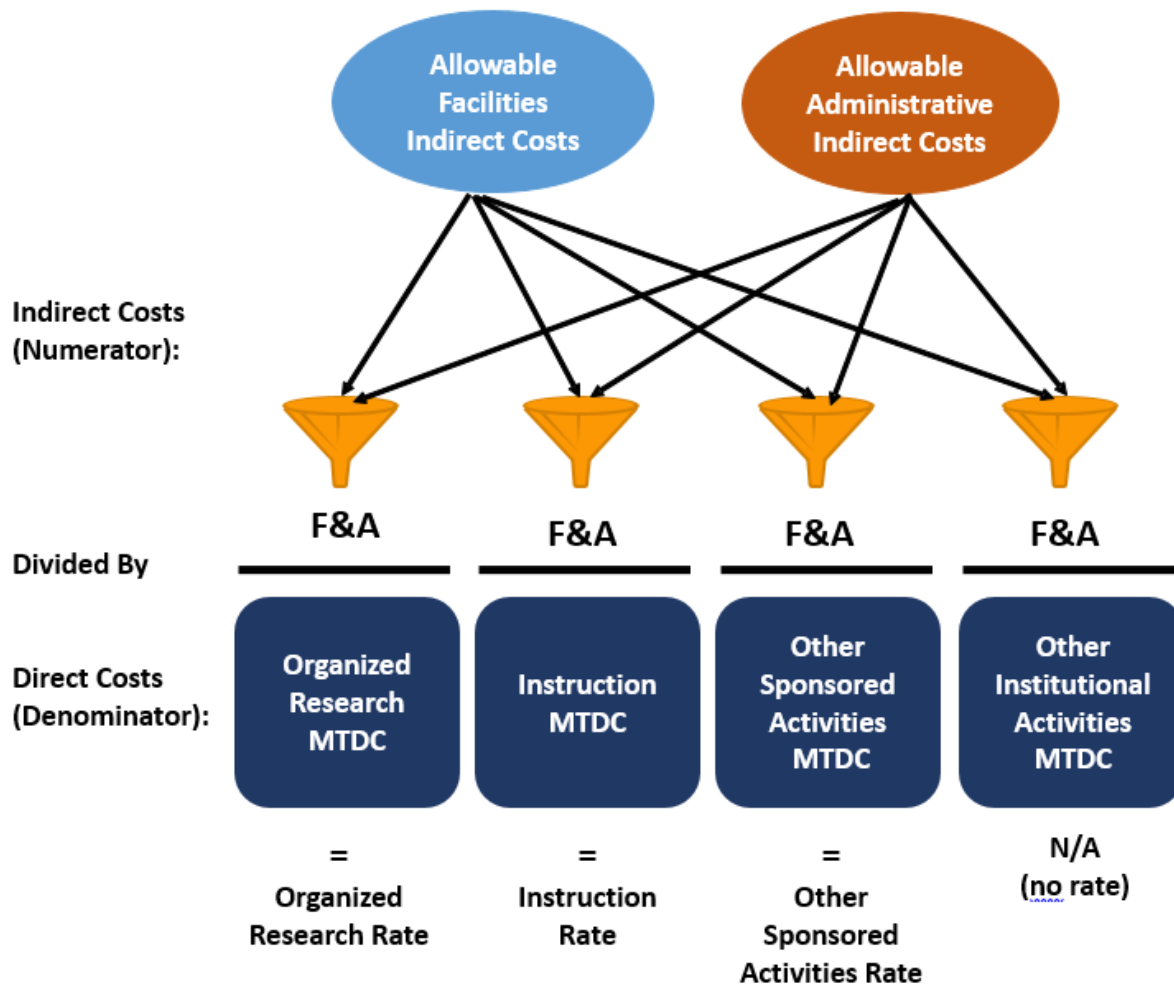 Allowable
Facilities
Indirect Costs
Allowable
Administrative
Indirect Costs
Indirect Costs
(Numerator):
F&A
F&A
F&A
F&A
Divided By
Direct Costs
(Denominator):
Organized
Research
MTDC
Instruction
MTDC
Other
Sponsored
Activities
MTDC
Other
Institutional
Activities
MTDC
=
Organized
Research Rate
=
Instruction
Rate
=
Other
Sponsored
Activities Rate
N/A
(no rate)